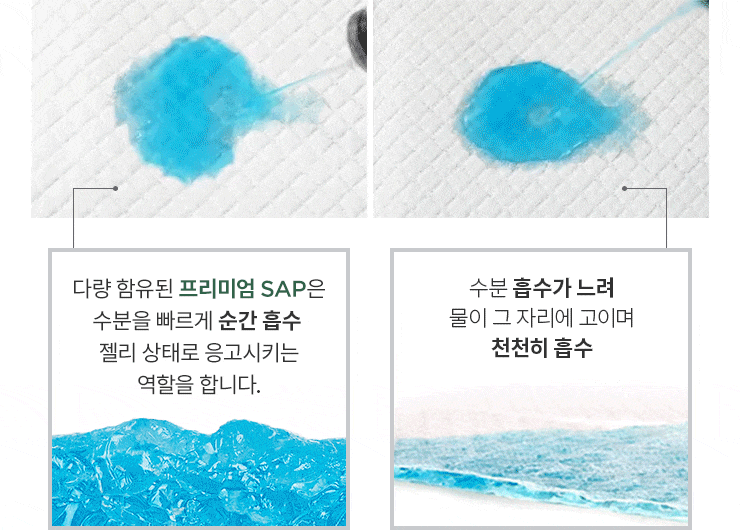 다량 함유된 프리미엄 SAP은
수분을 빠르게 순간 흡수
젤리 상태로 응고시키는
역할을 합니다.
수분 흡수가 느려
물이 그 자리에 고이며
천천히 흡수